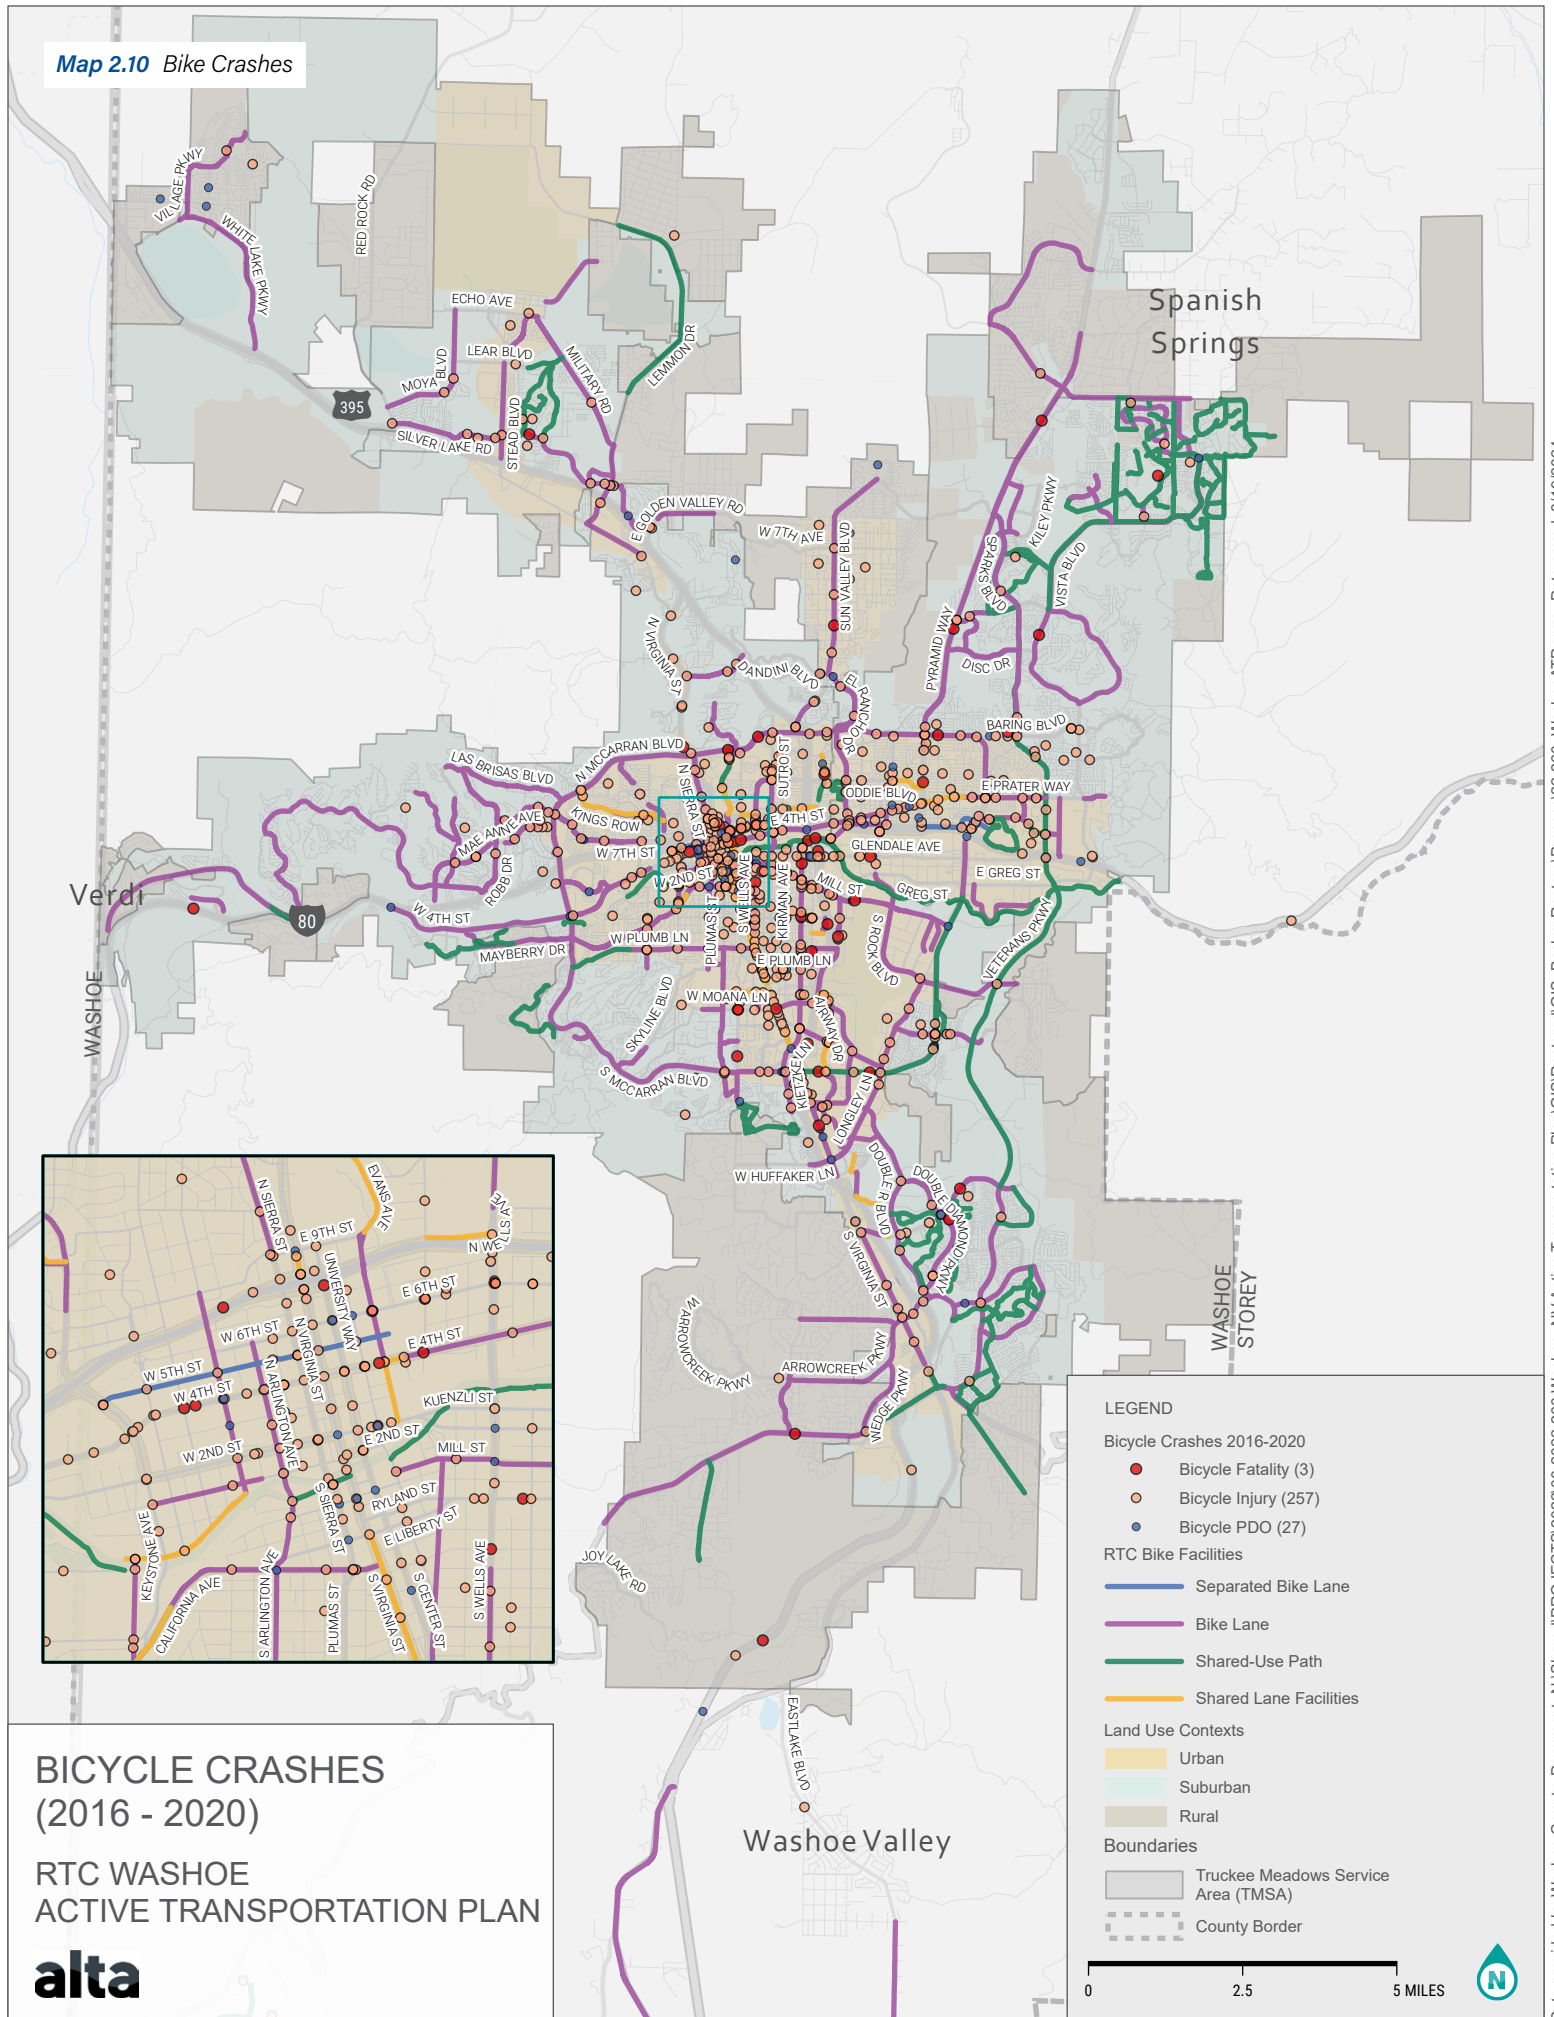 Map 2.10 Bike Crashes
Spanish
Springs
VILLAGE PKWY
WHITE LAKE PKWY
RED ROCK RD
ECHO AVE
LEAR BLVD
MOYA BLVD
MILITARY RD
LEMMON DR
395
SILVER LAKE RD
STEAD BLVD
E GOLDEN VALLEY RD
W 7TH AVE
SUN VALLEY BLVD
SPARKS BLVD
KILEY PKWY
VISTA BLVD
N VIRGINIA ST
DANDINI BLVD
EL RANCHO DR
PYRAMID WAY
DISC DR
BARING BLVD
LAS BRISAS BLVD
N MCCARRAN BLVD
N SIERRA ST
SUTRO ST
ODDIE BLVD
E PRATER WAY
MAE ANNE AVE
KINGS ROW
E 4TH ST
W 7TH ST
GLENDALE AVE
ROBB DR
W 2ND ST
S WELLS AVE
KIRMAN AVE
MILL ST
GREG ST
E GREG ST
Verdi
80
W 4TH ST
W PLUMB LN
PLUMAS ST
E PLUMB LN
S ROCK BLVD
VETERANS PKWY
MAYBERRY DR
SKYLINE BLVD
W MOANA LN
AIRWAY DR
S MCCARRAN BLVD
KIETZKE LN
LONGLEY LN
WASHOE
W HUFFAKER LN
DOUBLE R BLVD
DOUBLE DIAMOND PKWY
S VIRGINIA ST
W ARROWCREEK PKWY
ARROWCREEK PKWY
WEDGE PKWY
WASHOE
STOREY
JOY LAKE RD
EASTLAKE BLVD
Washoe Valley
N SIERRA ST
EVANS AVE
E 9TH ST
N WELLS AVE
UNIVERSITY WAY
E 6TH ST
W 6TH ST
N VIRGINIA ST
E 4TH ST
W 5TH ST
W 4TH ST
N ARLINGTON AVE
KUENZLI ST
E 2ND ST
W 2ND ST
MILL ST
S SIERRA ST
RYLAND ST
E LIBERTY ST
KEYSTONE AVE
CALIFORNIA AVE
S ARLINGTON AVE
PLUMAS ST
S VIRGINIA ST
S CENTER ST
S WELLS AVE
BICYCLE CRASHES
(2016 - 2020)
RTC WASHOE
ACTIVE TRANSPORTATION PLAN
alta
LEGEND
Bicycle Crashes 2016-2020
Bicycle Fatality (3)
Bicycle Injury (257)
Bicycle PDO (27)
RTC Bike Facilities
Separated Bike Lane
Bike Lane
Shared-Use Path
Shared Lane Facilities
Land Use Contexts
Urban
Suburban
Rural
Boundaries
Truckee Meadows Service
Area (TMSA)
County Border
0 2.5 5 MILES
N